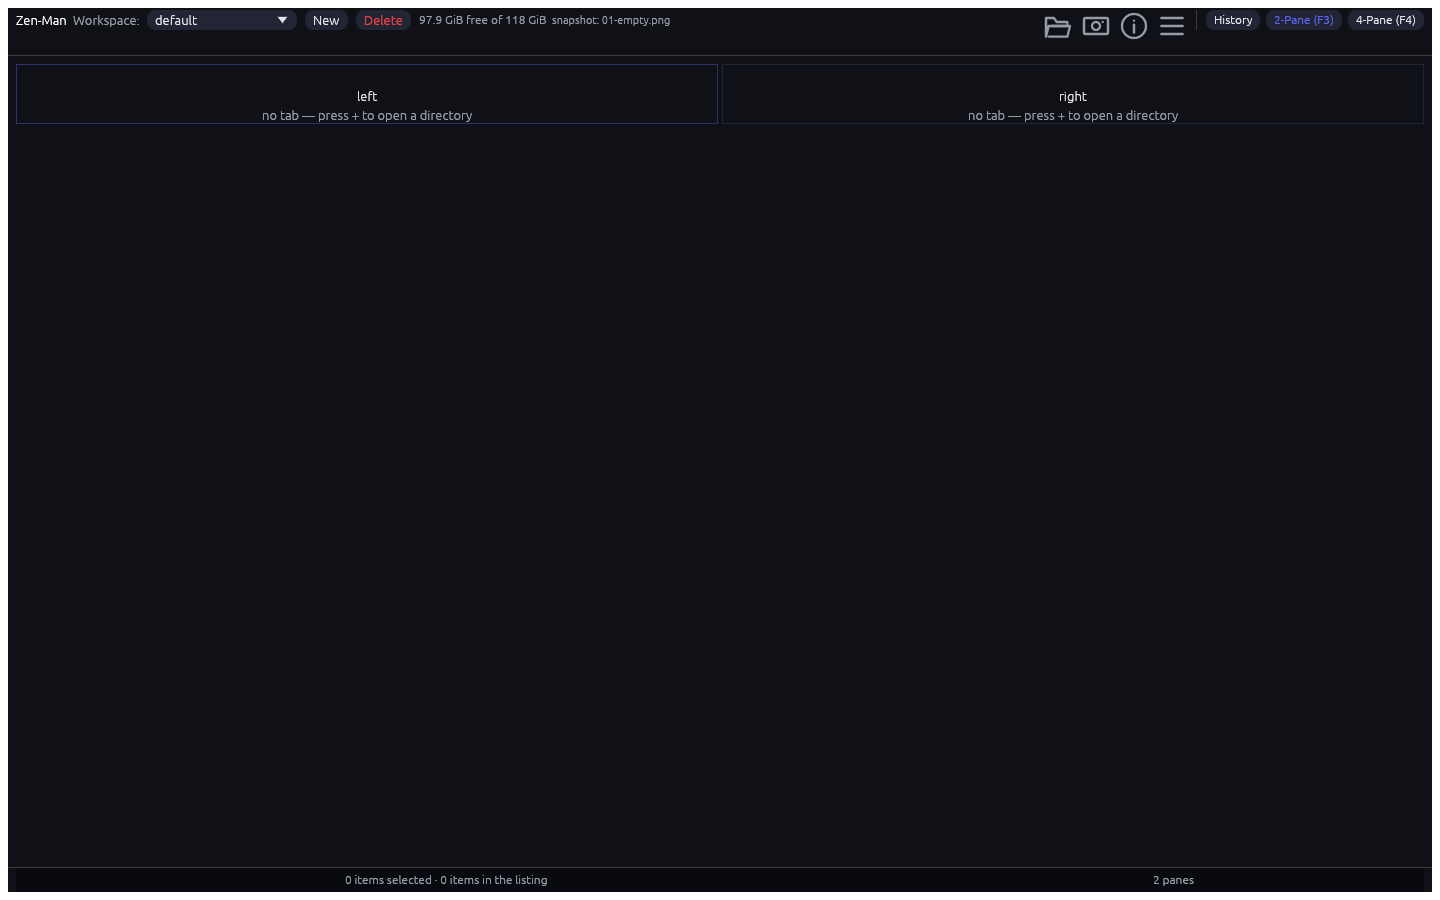 Zen-Man Workspace: default New Delete 97.9 GiB free of 118 GiB snapshot: 01-empty.png History 2-Pane (F3) 4-Pane (F4)
left
no tab — press + to open a directory
right
no tab — press + to open a directory
0 items selected · 0 items in the listing 2 panes